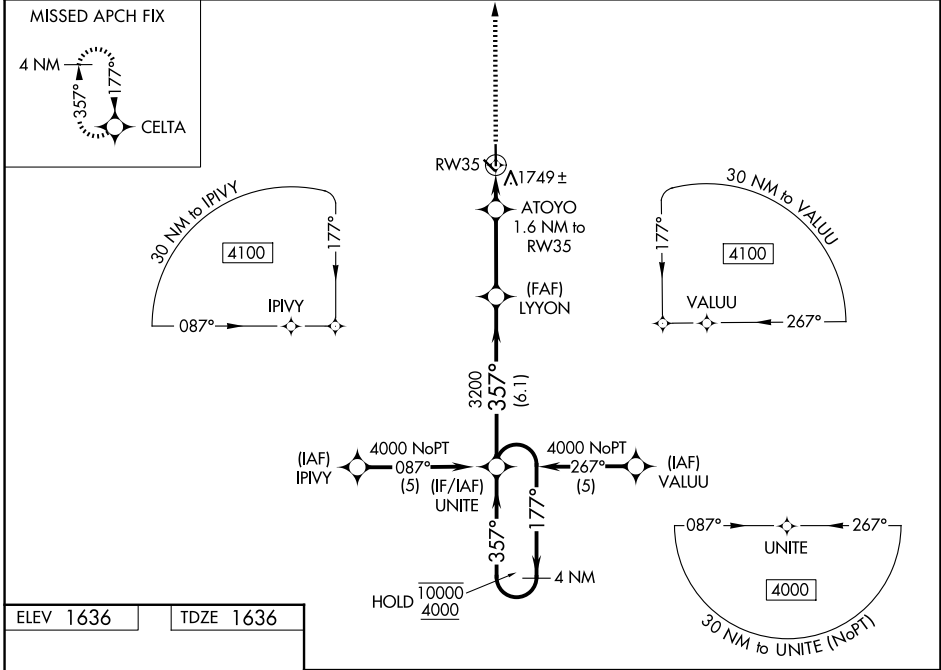 MISSED APCH FIX
4 NM
357°
177°
CELTA
RW35
1749 ±
ATOYO
1.6 NM to
RW35
(FAF)
LYYON
30 NM to IPIVY
4100
177°
IPIVY
087°
30 NM to VALUU
4100
177°
VALUU
267°
3200
357°
(6.1)
(IAF)
IPIVY
4000 NoPT
087°
(5)
(IF/IAF)
UNITE
4000 NoPT
267°
(5)
(IAF)
VALUU
357°
177°
4 NM
HOLD
10000
4000
087°
267°
UNITE
4000
30 NM to UNITE (NoPT)
ELEV 1636
TDZE 1636